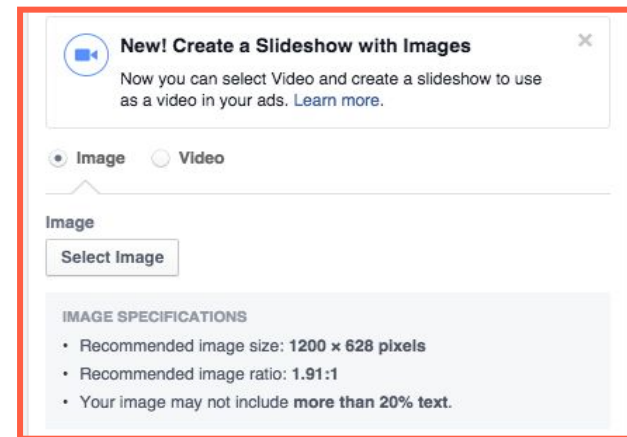 New! Create a Slideshow with Images
Now you can select Video and create a slideshow to use
as a video in your ads. Learn more.
Image Video
Image
Select Image
IMAGE SPECIFICATIONS
• Recommended image size: 1200 × 628 pixels
• Recommended image ratio: 1.91:1
• Your image may not include more than 20% text.